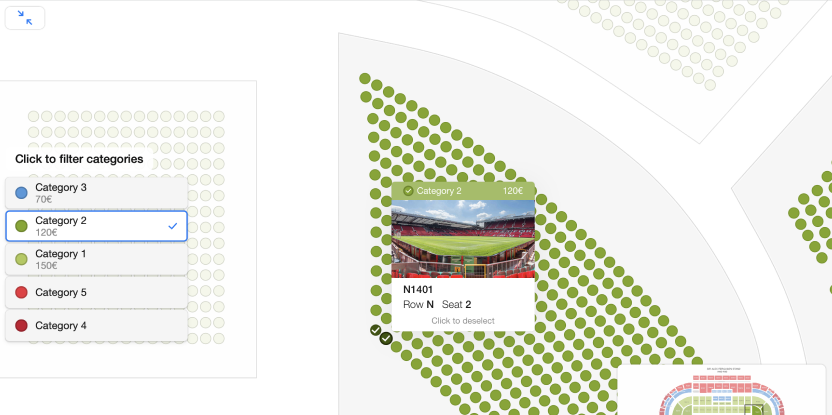 Click to filter categories
Category 3
70€
Category 2
120€
Category 1
150€
Category 5
Category 4
Category 2 120€
N1401
Row N Seat 2
Click to deselect